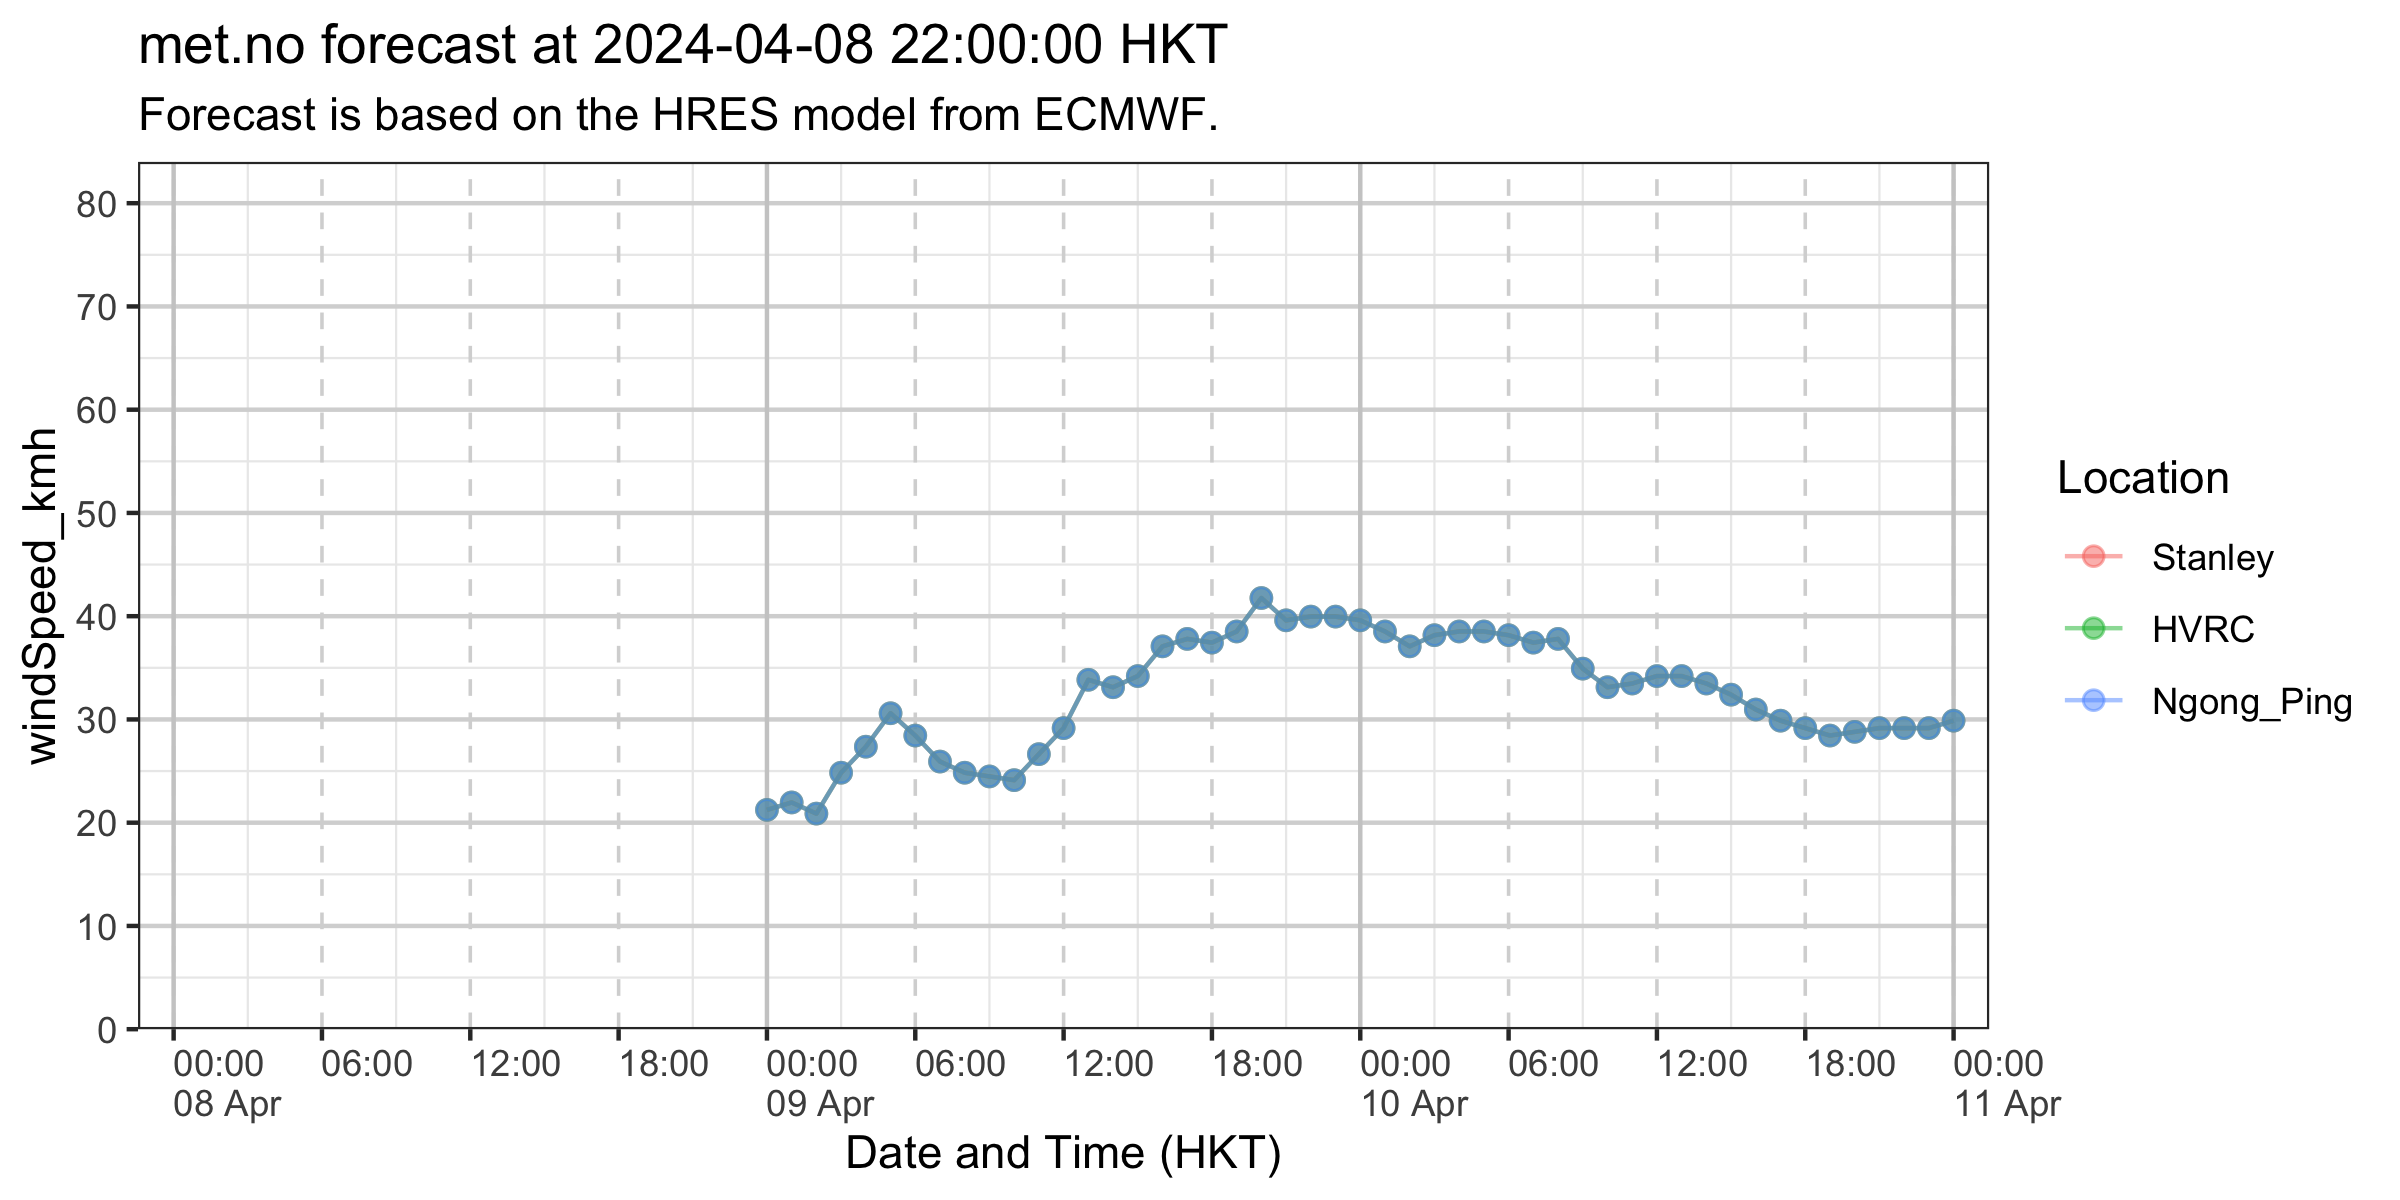 met.no forecast at 2024-04-08 22:00:00 HKT
Forecast is based on the HRES model from ECMWF.
windSpeed_kmh
80
70
60
50
40
30
20
10
0
00:00 06:00 12:00 18:00 00:00 06:00 12:00 18:00 00:00 06:00 12:00 18:00 00:00
08 Apr 09 Apr 10 Apr 11 Apr
Date and Time (HKT)
Location
Stanley
HVRC
Ngong_Ping